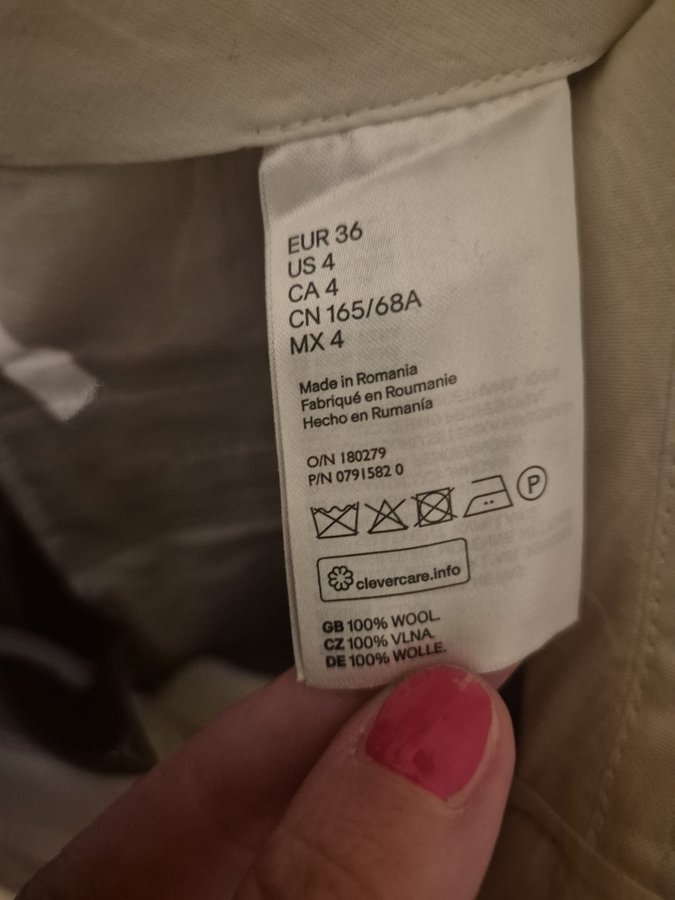 EUR 36
US 4
CA 4
CN 165/68A
MX 4
Made in Romania
Fabriqué en Roumanie
Hecho en Rumanía
O/N 180279
P/N 0791582 0
P
clevercare.info
GB 100% WOOL.
CZ 100% VLNA.
DE 100% WOLLE.